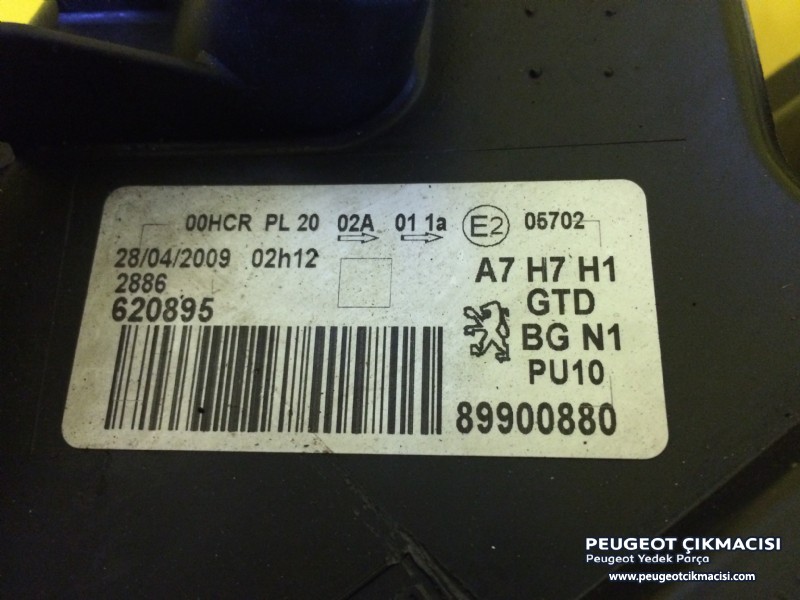 00HCR PL 20 02A 01 1a E2 05702
28/04/2009 02h12
2886
620895
A7 H7 H1
GTD
BG N1
PU10
89900880
PEUGEOT ÇIKMACISI
Peugeot Yedek Parça
www.peugeotcikmacisi.com